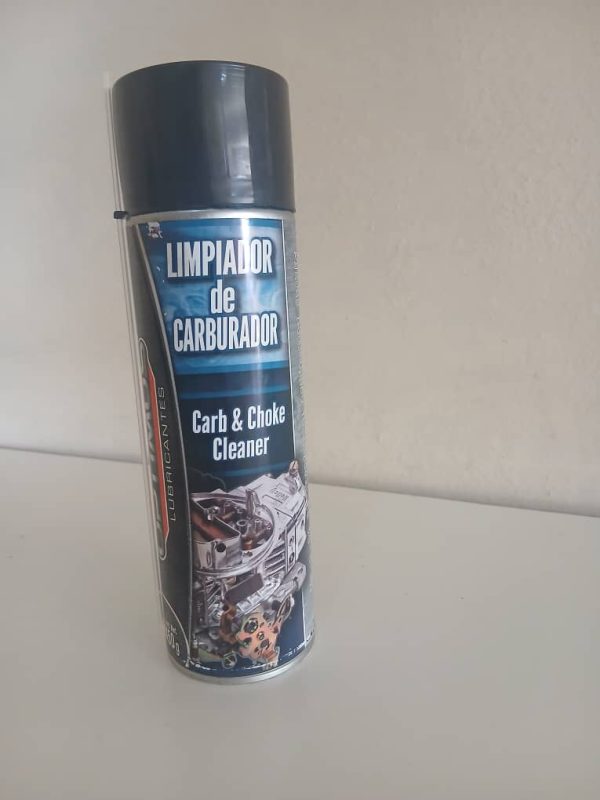 LIMPIADOR
de
CARBURADOR
Carb & Choke
Cleaner
LUBRICANTES